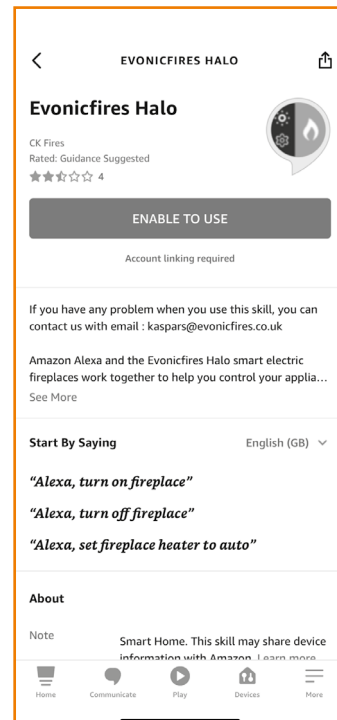 EVONICFIRES HALO
Evonicfires Halo
CK Fires
Rated: Guidance Suggested
4
ENABLE TO USE
Account linking required
If you have any problem when you use this skill, you can
contact us with email : kaspars@evonicfires.co.uk
Amazon Alexa and the Evonicfires Halo smart electric
fireplaces work together to help you control your applia...
See More
Start By Saying
English (GB)
“Alexa, turn on fireplace”
“Alexa, turn off fireplace”
“Alexa, set fireplace heater to auto”
About
Note
Smart Home. This skill may share device
information with Amazon. Learn more
Home
Communicate
Play
Devices
More